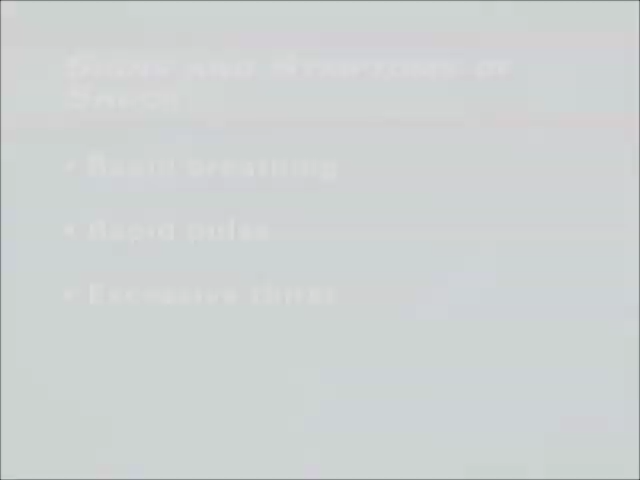 Signs and Symptoms of
Shock
• Rapid breathing
• Rapid pulse
• Excessive thirst